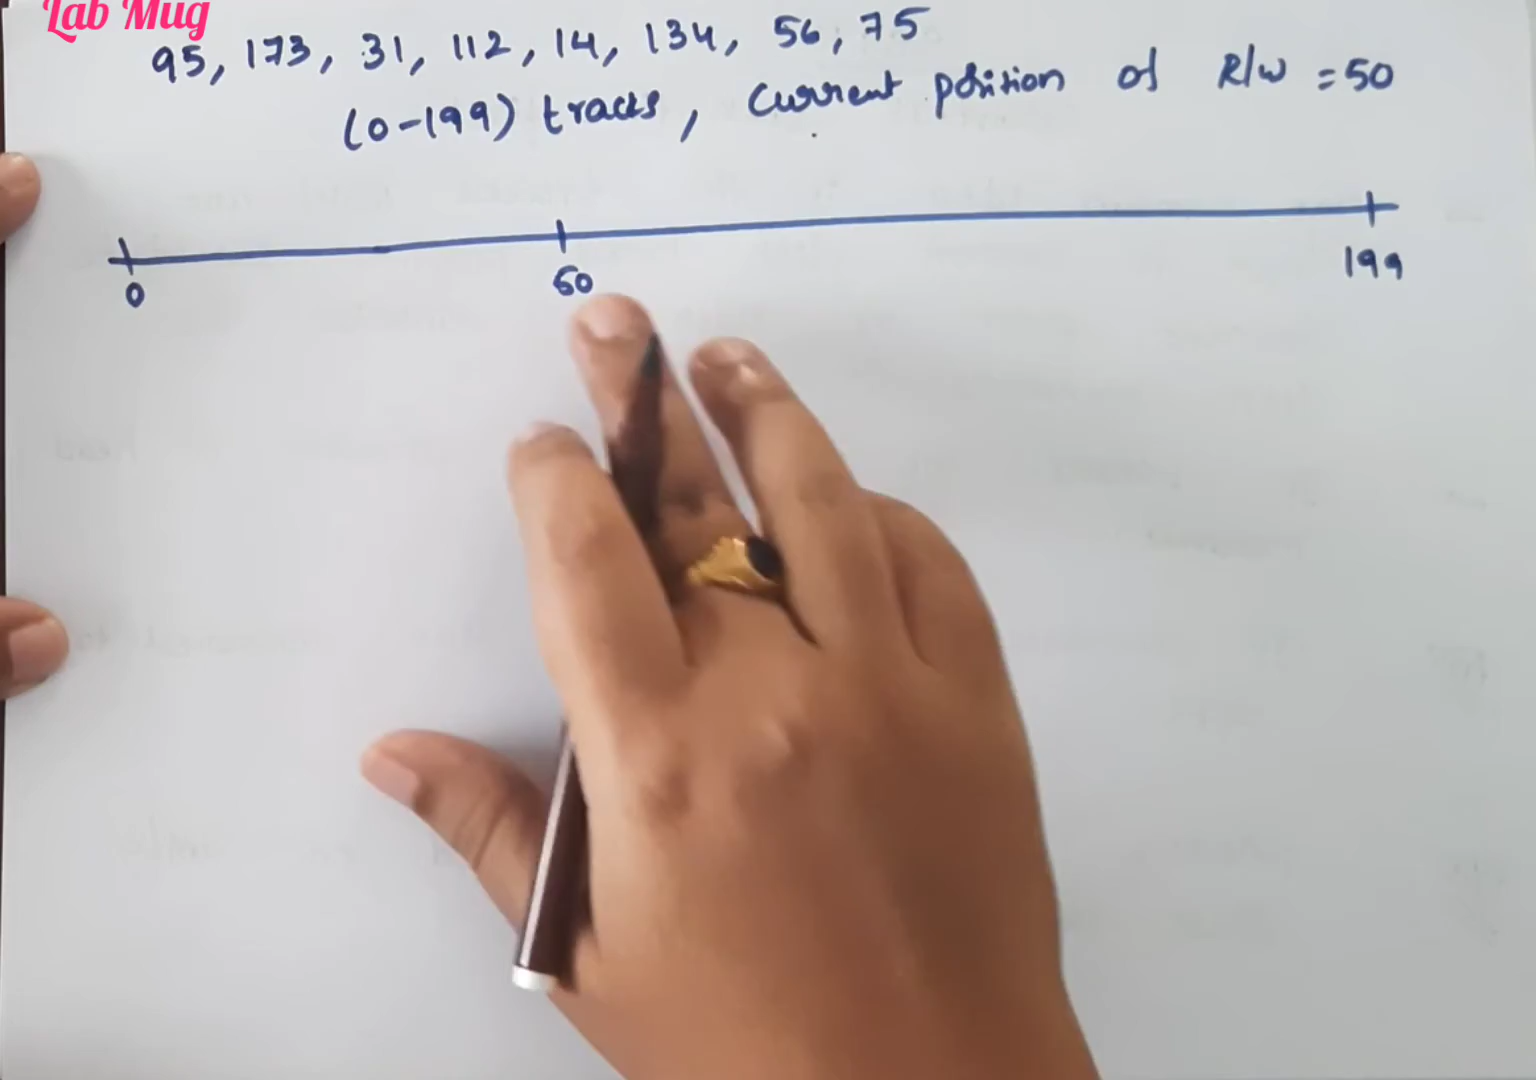 Lab Mug
95, 173, 31, 112, 14, 134, 56, 75
(0-199) tracks, Current position of R/W = 50
0 50 199